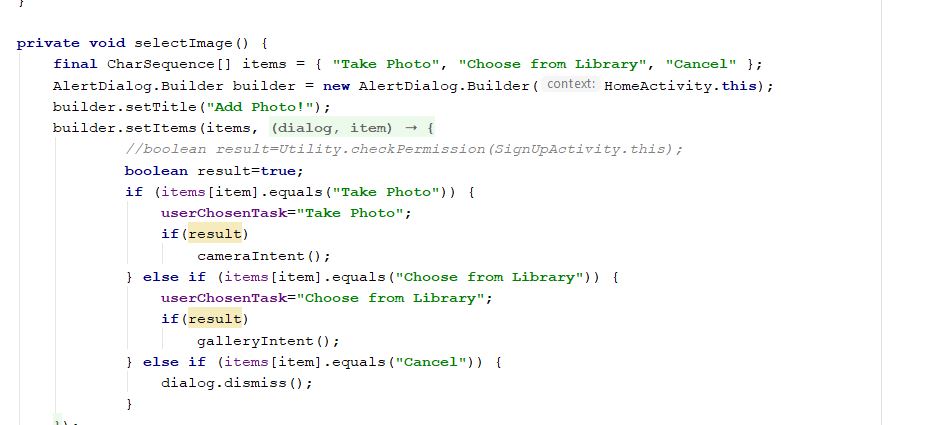 }
private void selectImage() {
final CharSequence[] items = { "Take Photo", "Choose from Library", "Cancel" };
AlertDialog.Builder builder = new AlertDialog.Builder( context: HomeActivity.this);
builder.setTitle("Add Photo!");
builder.setItems(items, (dialog, item) → {
//boolean result=Utility.checkPermission(SignUpActivity.this);
boolean result=true;
if (items[item].equals("Take Photo")) {
userChosenTask="Take Photo";
if(result)
cameraIntent();
} else if (items[item].equals("Choose from Library")) {
userChosenTask="Choose from Library";
if(result)
galleryIntent();
} else if (items[item].equals("Cancel")) {
dialog.dismiss();
}
});